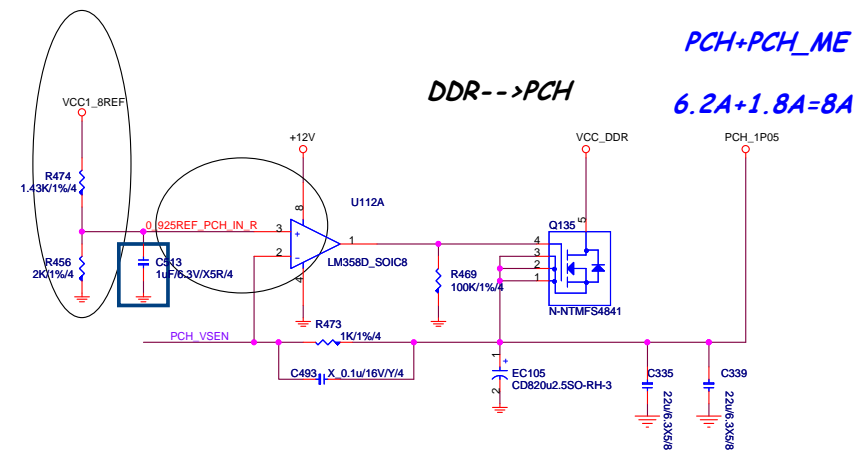 PCH+PCH_ME
DDR-->PCH
6.2A+1.8A=8A
VCC1_8REF
+12V
VCC_DDR
PCH_1P05
R474
1.43K/1%/4
U112A
Q135
0_925REF_PCH_IN_R
8
5
3
+
1
4
2
-
LM358D_SOIC8
3
2
1
R456
2K/1%/4
C513
1uF/6.3V/X5R/4
4
R469
100K/1%/4
N-NTMFS4841
PCH_VSEN
R473
1K/1%/4
C493
X_0.1u/16V/Y/4
1
+
EC105
CD820u2.5SO-RH-3
2
C335
22u/6.3X5/8
C339
22u/6.3X5/8